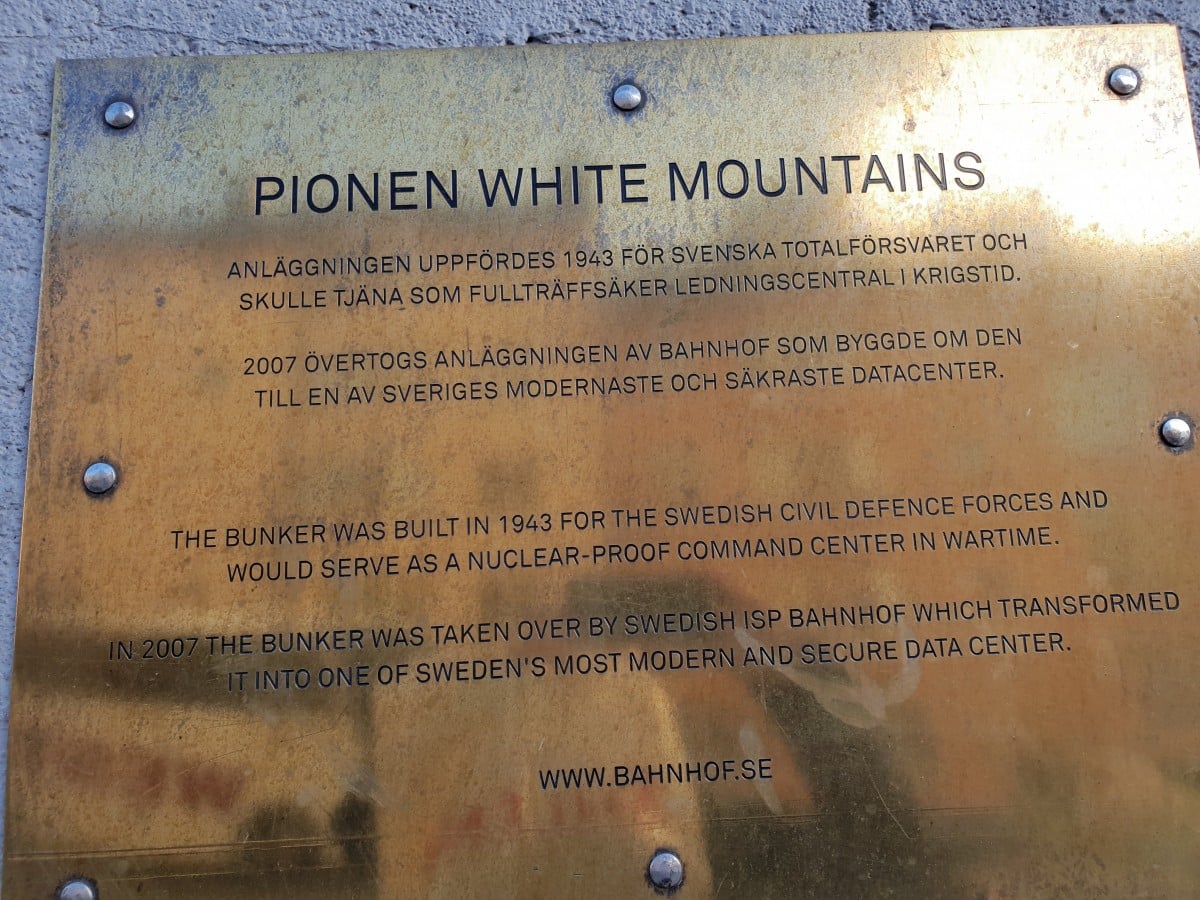 PIONEN WHITE MOUNTAINS
ANLÄGGNINGEN UPPFÖRDES 1943 FÖR SVENSKA TOTALFÖRSVARET OCH
SKULLE TJÄNA SOM FULLTRÄFFSÄKER LEDNINGSCENTRAL I KRIGSTID.
2007 ÖVERTOGS ANLÄGGNINGEN AV BAHNHOF SOM BYGGDE OM DEN
TILL EN AV SVERIGES MODERNASTE OCH SÄKRASTE DATACENTER.
THE BUNKER WAS BUILT IN 1943 FOR THE SWEDISH CIVIL DEFENCE FORCES AND
WOULD SERVE AS A NUCLEAR-PROOF COMMAND CENTER IN WARTIME.
IN 2007 THE BUNKER WAS TAKEN OVER BY SWEDISH ISP BAHNHOF WHICH TRANSFORMED
IT INTO ONE OF SWEDEN'S MOST MODERN AND SECURE DATA CENTER.
WWW.BAHNHOF.SE